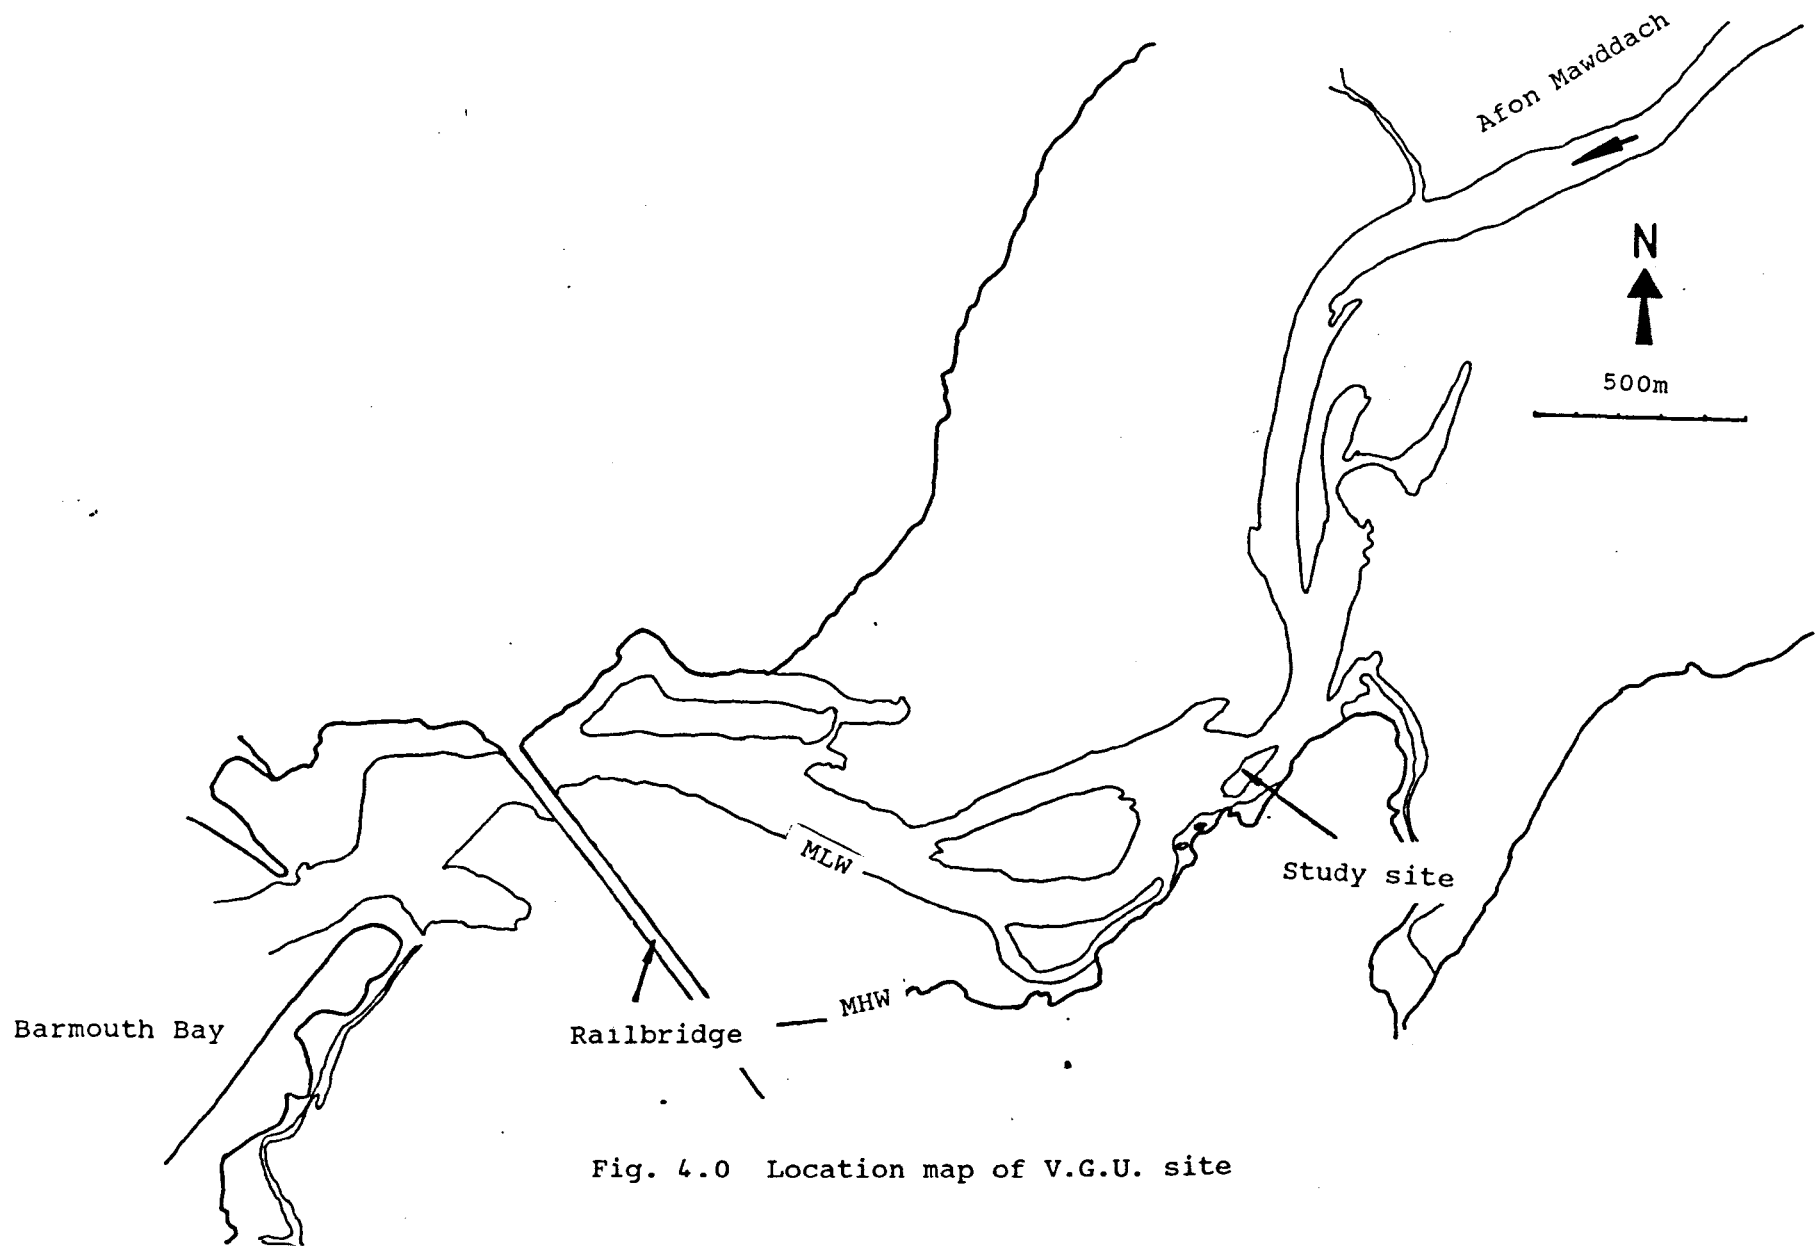 Afon Mawddach
N
500m
MLW
Study site
MHW
Railbridge
Barmouth Bay
Fig. 4.0 Location map of V.G.U. site